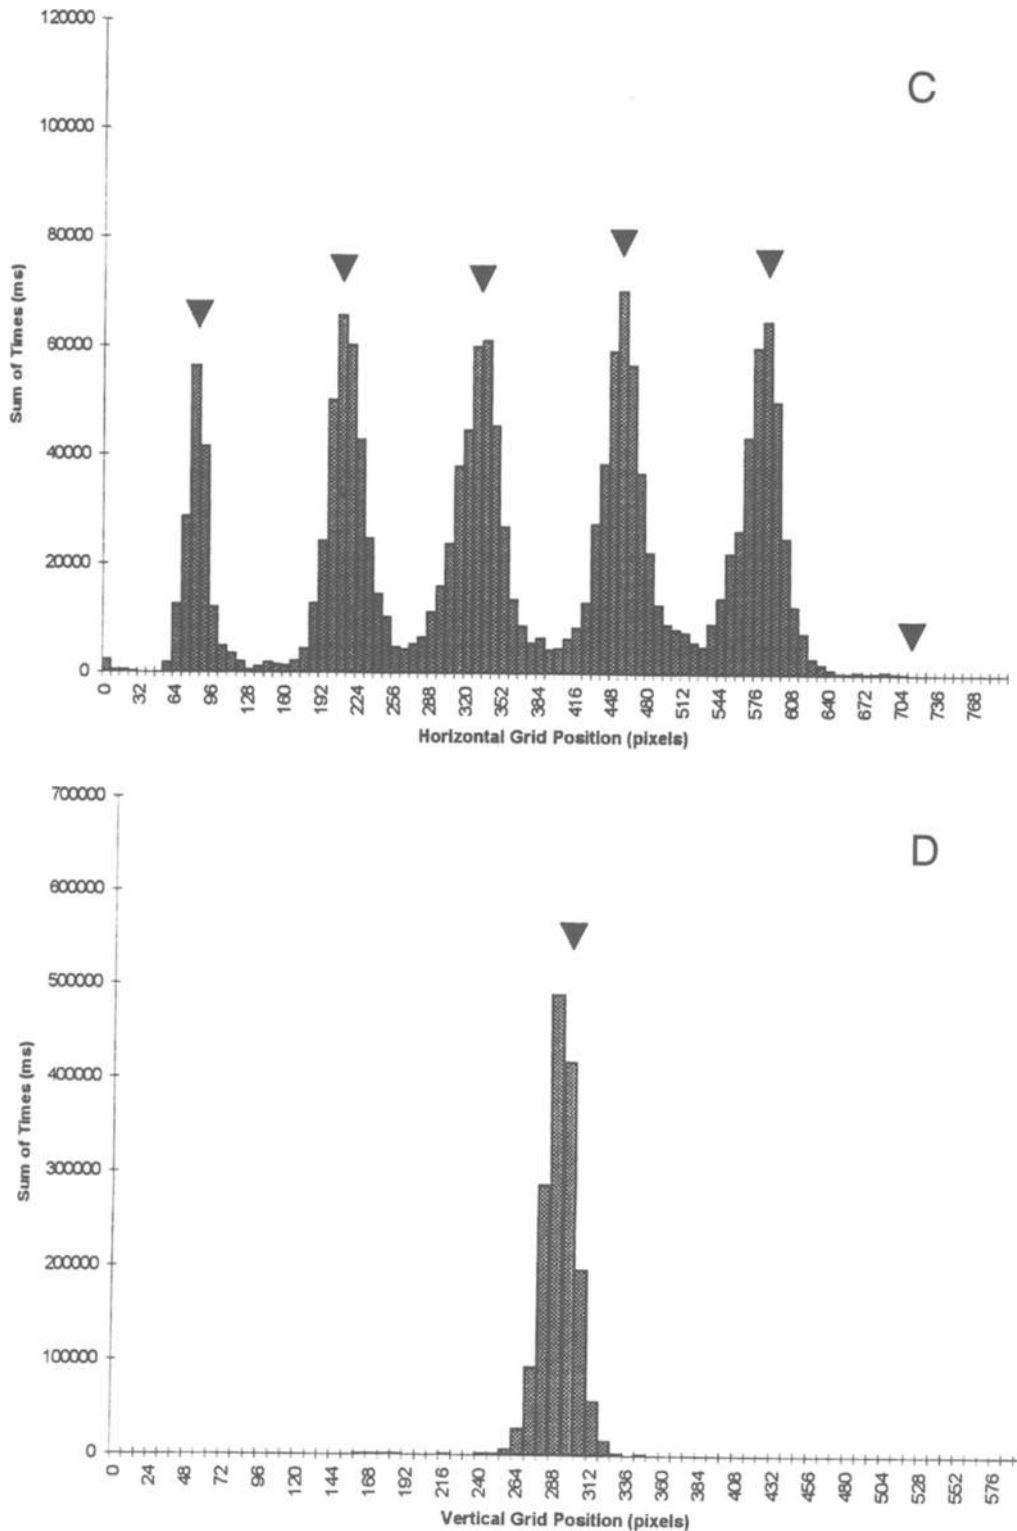 120000
C
100000
80000
60000
40000
20000
0
Sum of Times (ms)
0 32 64 96 128 160 192 224 256 288 320 352 384 416 448 480 512 544 576 608 640 672 704 736 768
Horizontal Grid Position (pixels)
700000
D
600000
500000
400000
300000
200000
100000
0
Sum of Times (ms)
0 24 48 72 96 120 144 168 192 216 240 264 288 312 336 360 384 408 432 456 480 504 528 552 576
Vertical Grid Position (pixels)